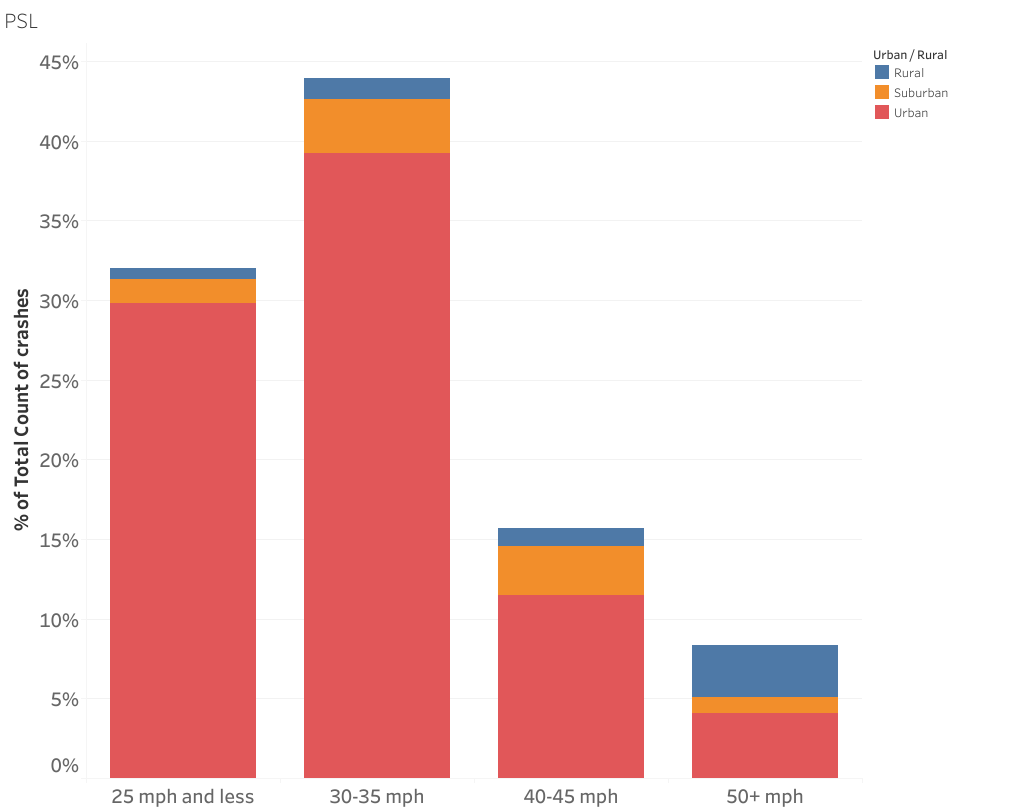 PSL
Urban / Rural
Rural
Suburban
Urban
% of Total Count of crashes
45%
40%
35%
30%
25%
20%
15%
10%
5%
0%
25 mph and less
30-35 mph
40-45 mph
50+ mph